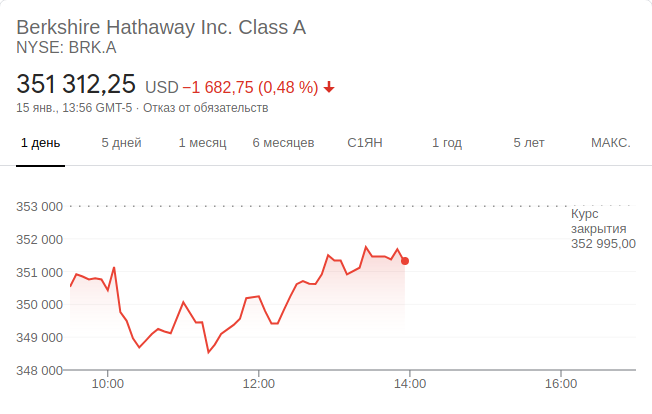 Berkshire Hathaway Inc. Class A
NYSE: BRK.A
351 312,25 USD −1 682,75 (0,48 %)
15 янв., 13:56 GMT-5 · Отказ от обязательств
1 день 5 дней 1 месяц 6 месяцев С1ЯН 1 год 5 лет МАКС.
353 000
Курс
закрытия
352 995,00
352 000
351 000
350 000
349 000
348 000
10:00 12:00 14:00 16:00